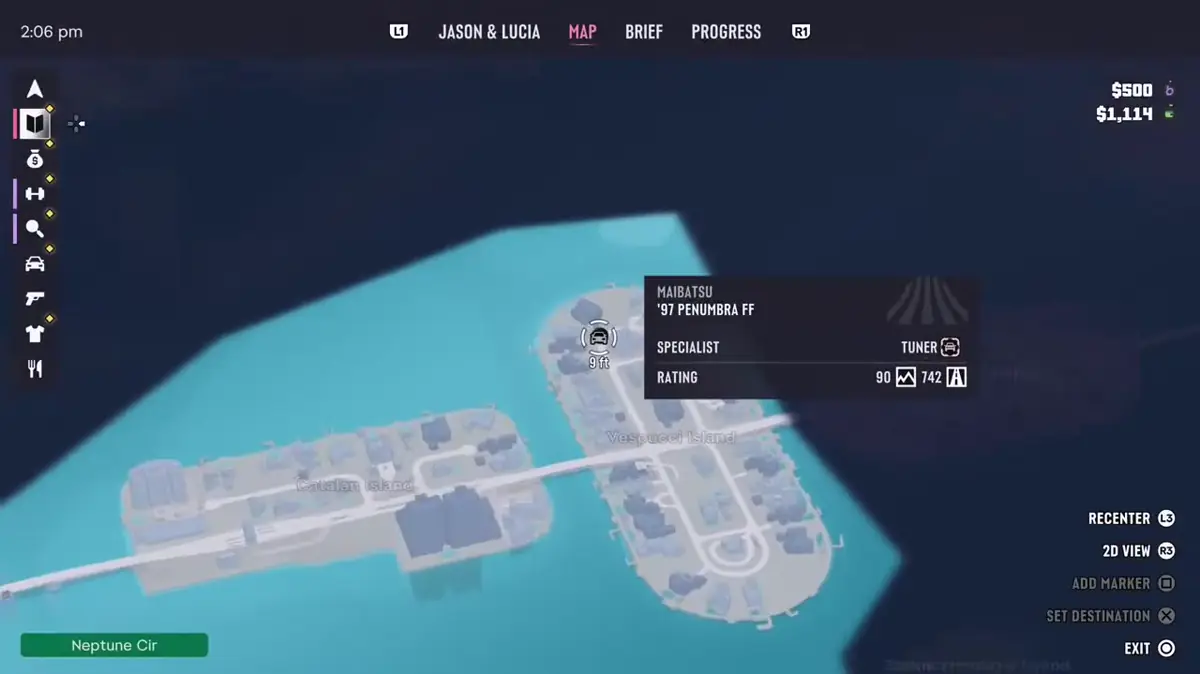 2:06 pm
L1 JASON & LUCIA MAP BRIEF PROGRESS R1
$500
$1,114
MAIBATSU
'97 PENUMBRA FF
SPECIALIST TUNER
RATING 90 742
9 ft
Vespucci Island
Catalan Island
RECENTER L3
2D VIEW R3
ADD MARKER
SET DESTINATION
EXIT
Neptune Cir